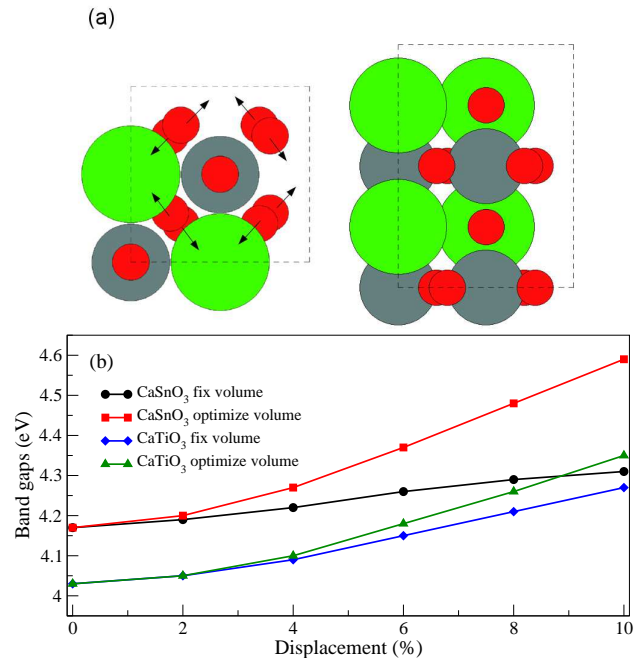 (a)
(b)
CaSnO₃ fix volume
CaSnO₃ optimize volume
CaTiO₃ fix volume
CaTiO₃ optimize volume
Band gaps (eV)
4.6
4.5
4.4
4.3
4.2
4.1
4
0 2 4 6 8 10
Displacement (%)